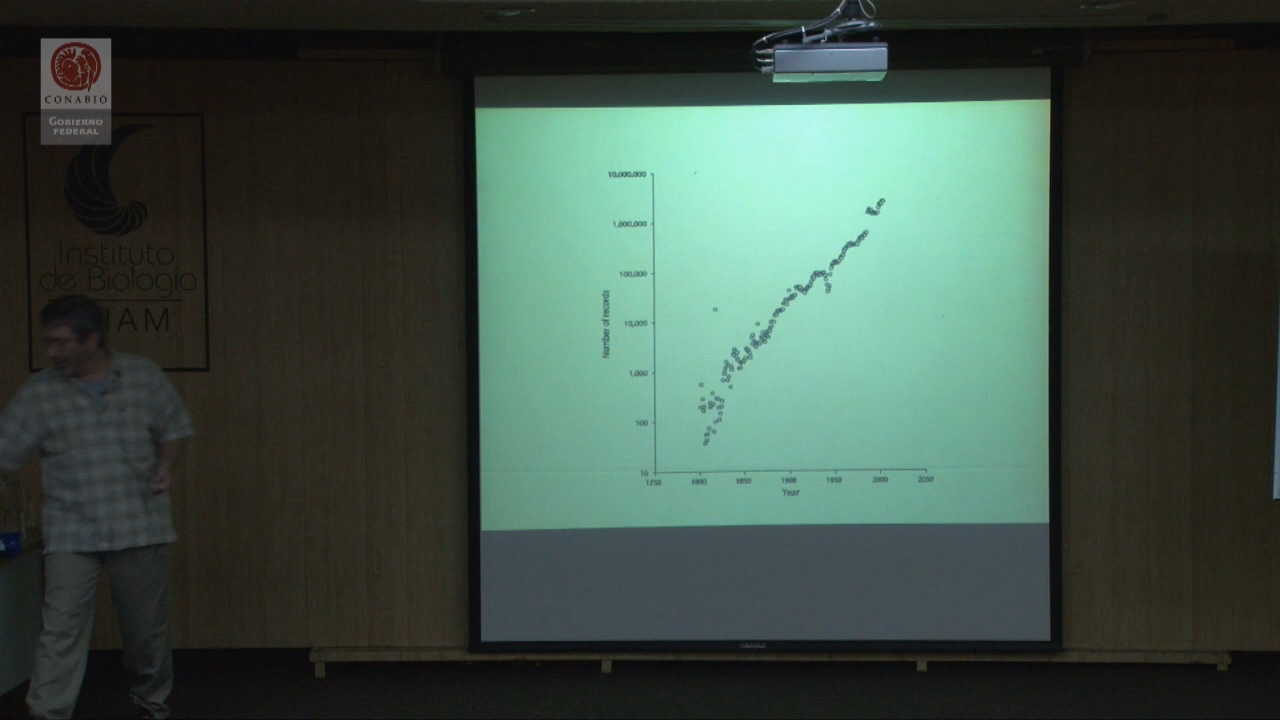 CONABIO
GOBIERNO
FEDERAL
Instituto
de Biología
AM
10,000,000
1,000,000
100,000
10,000
1,000
100
10
Number of records
1750 1800 1850 1900 1950 2000 2050
Year